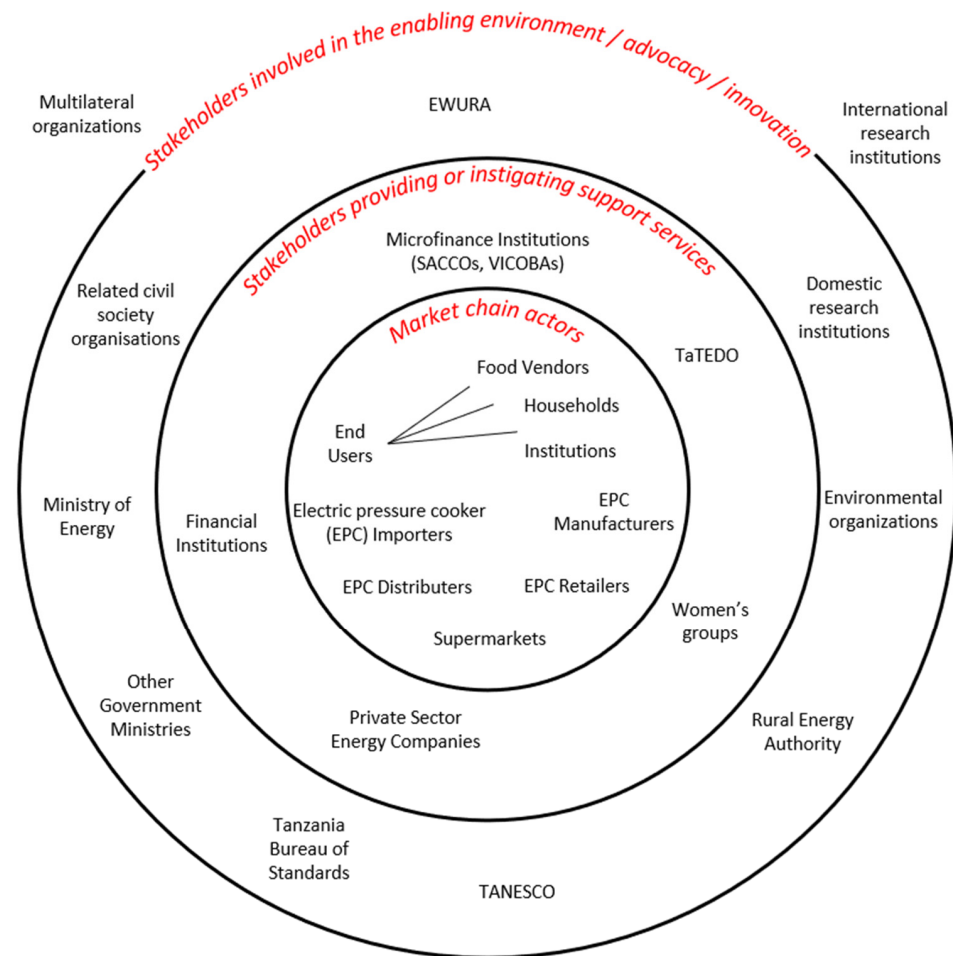 Stakeholders involved in the enabling environment / advocacy / innovation
Multilateral
organizations
EWURA
International
research
institutions
Stakeholders providing or instigating support services
Microfinance Institutions
(SACCOs, VICOBAs)
Related civil
society
organisations
Domestic
research
institutions
Market chain actors
TaTEDO
Food Vendors
Households
End
Users
Institutions
Ministry of
Energy
Financial
Institutions
Electric pressure cooker
(EPC) Importers
EPC
Manufacturers
Environmental
organizations
EPC Distributers
EPC Retailers
Women's
groups
Supermarkets
Other
Government
Ministries
Private Sector
Energy Companies
Rural Energy
Authority
Tanzania
Bureau of
Standards
TANESCO